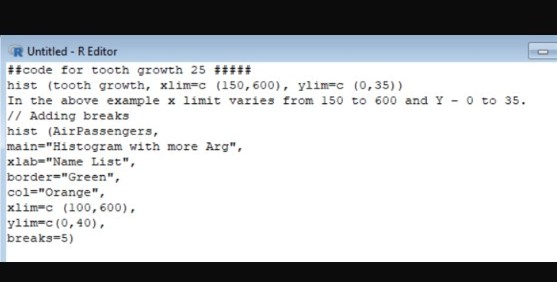 Untitled - R Editor
##code for tooth growth 25 #####
hist (tooth growth, xlim=c (150,600), ylim=c (0,35))
In the above example x limit varies from 150 to 600 and Y - 0 to 35.
// Adding breaks
hist (AirPassengers,
main="Histogram with more Arg",
xlab="Name List",
border="Green",
col="Orange",
xlim=c (100,600),
ylim=c(0,40),
breaks=5)